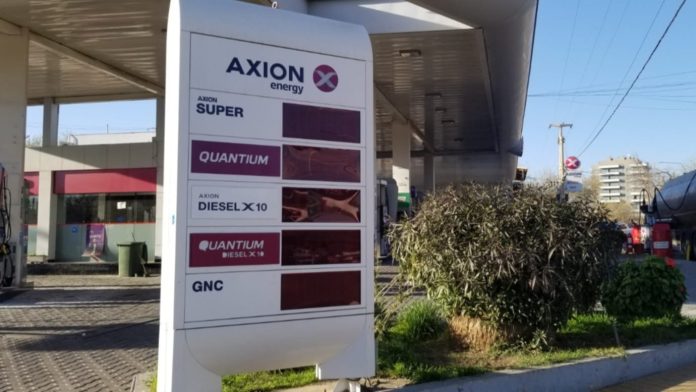 AXION
energy
AXION
SUPER
QUANTIUM
AXION
DIESEL X10
QUANTIUM
DIESEL X10
GNC